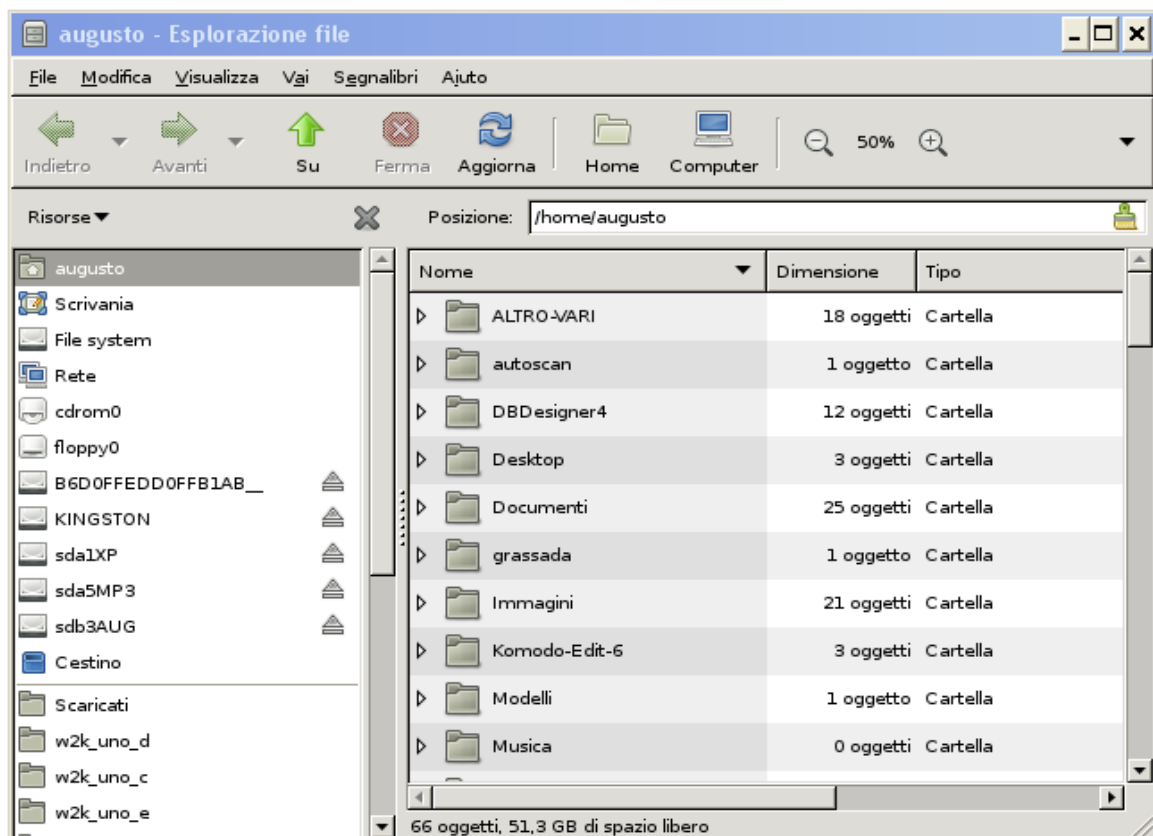 augusto - Esplorazione file
File Modifica Visualizza Vai Segnalibri Aiuto
Indietro Avanti Su Ferma Aggiorna Home Computer 50%
Risorse Posizione: /home/augusto
augusto
Scrivania
File system
Rete
cdrom0
floppy0
B6D0FFEDD0FFB1AB__
KINGSTON
sda1XP
sda5MP3
sdb3AUG
Cestino
Scaricati
w2k_uno_d
w2k_uno_c
w2k_uno_e
Nome Dimensione Tipo
ALTRO-VARI 18 oggetti Cartella
autoscan 1 oggetto Cartella
DBDesigner4 12 oggetti Cartella
Desktop 3 oggetti Cartella
Documenti 25 oggetti Cartella
grassada 1 oggetto Cartella
Immagini 21 oggetti Cartella
Komodo-Edit-6 3 oggetti Cartella
Modelli 1 oggetto Cartella
Musica 0 oggetti Cartella
66 oggetti, 51,3 GB di spazio libero